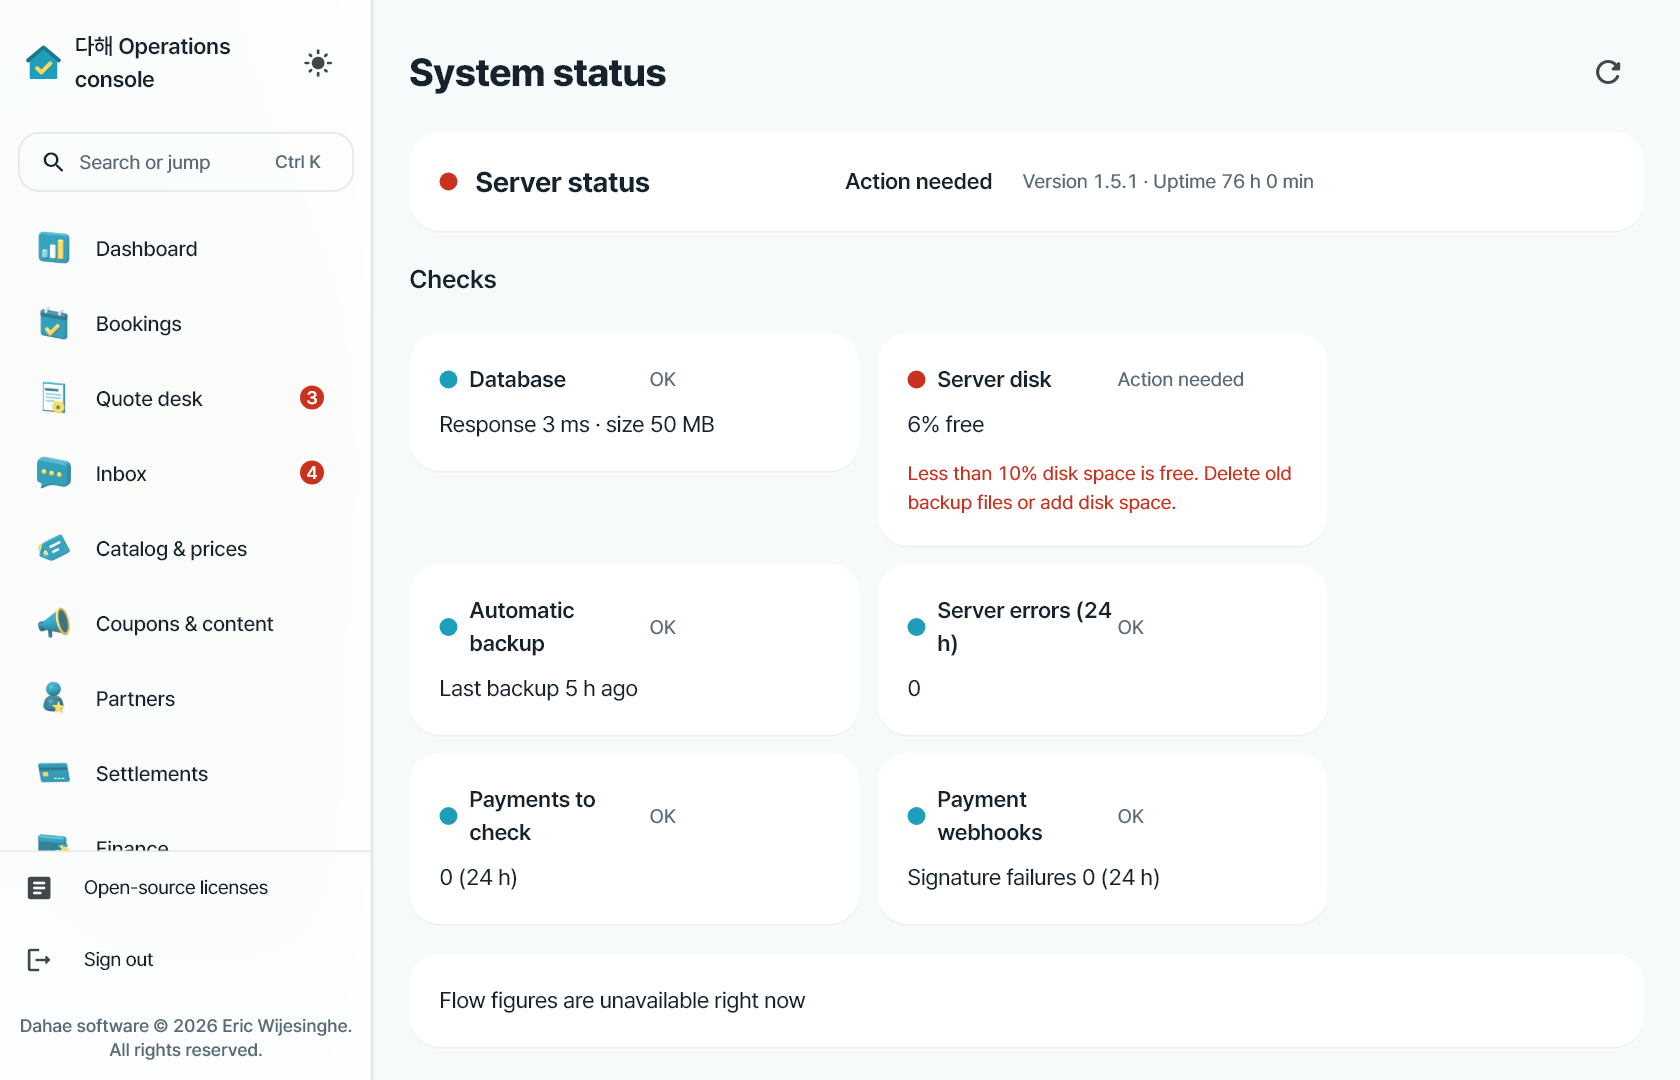 다해 Operations
console
Search or jump Ctrl K
Dashboard
Bookings
Quote desk 3
Inbox 4
Catalog & prices
Coupons & content
Partners
Settlements
Finance
Open-source licenses
Sign out
Dahae software © 2026 Eric Wijesinghe.
All rights reserved.
System status
Server status Action needed Version 1.5.1 · Uptime 76 h 0 min
Checks
Database OK
Response 3 ms · size 50 MB
Server disk Action needed
6% free
Less than 10% disk space is free. Delete old
backup files or add disk space.
Automatic
backup OK
Last backup 5 h ago
Server errors (24
h) OK
0
Payments to
check OK
0 (24 h)
Payment
webhooks OK
Signature failures 0 (24 h)
Flow figures are unavailable right now